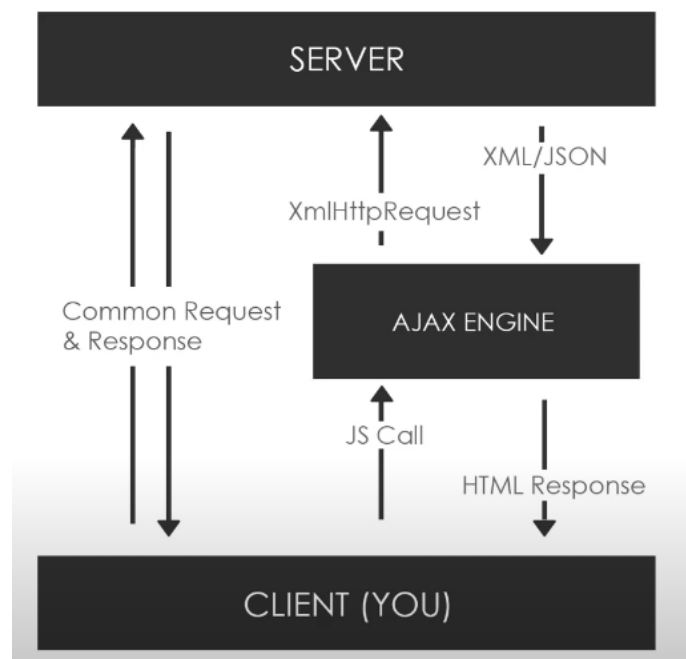 SERVER
XML/JSON
XmlHttpRequest
Common Request
& Response
AJAX ENGINE
JS Call
HTML Response
CLIENT (YOU)